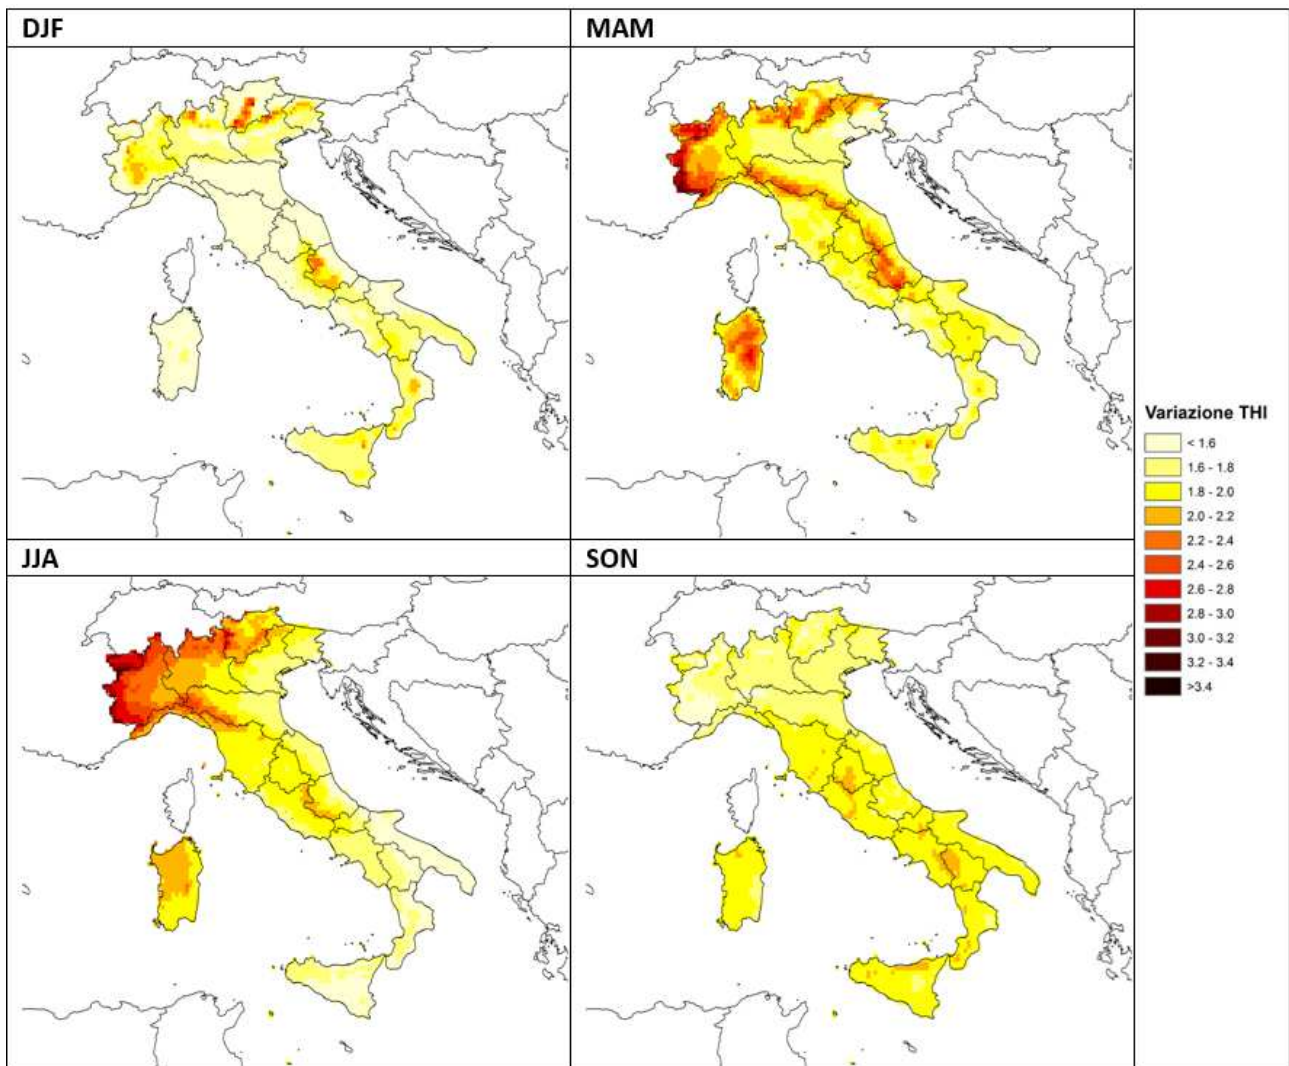 DJF
MAM
JJA
SON
Variazione THI
< 1.6
1.6 - 1.8
1.8 - 2.0
2.0 - 2.2
2.2 - 2.4
2.4 - 2.6
2.6 - 2.8
2.8 - 3.0
3.0 - 3.2
3.2 - 3.4
>3.4